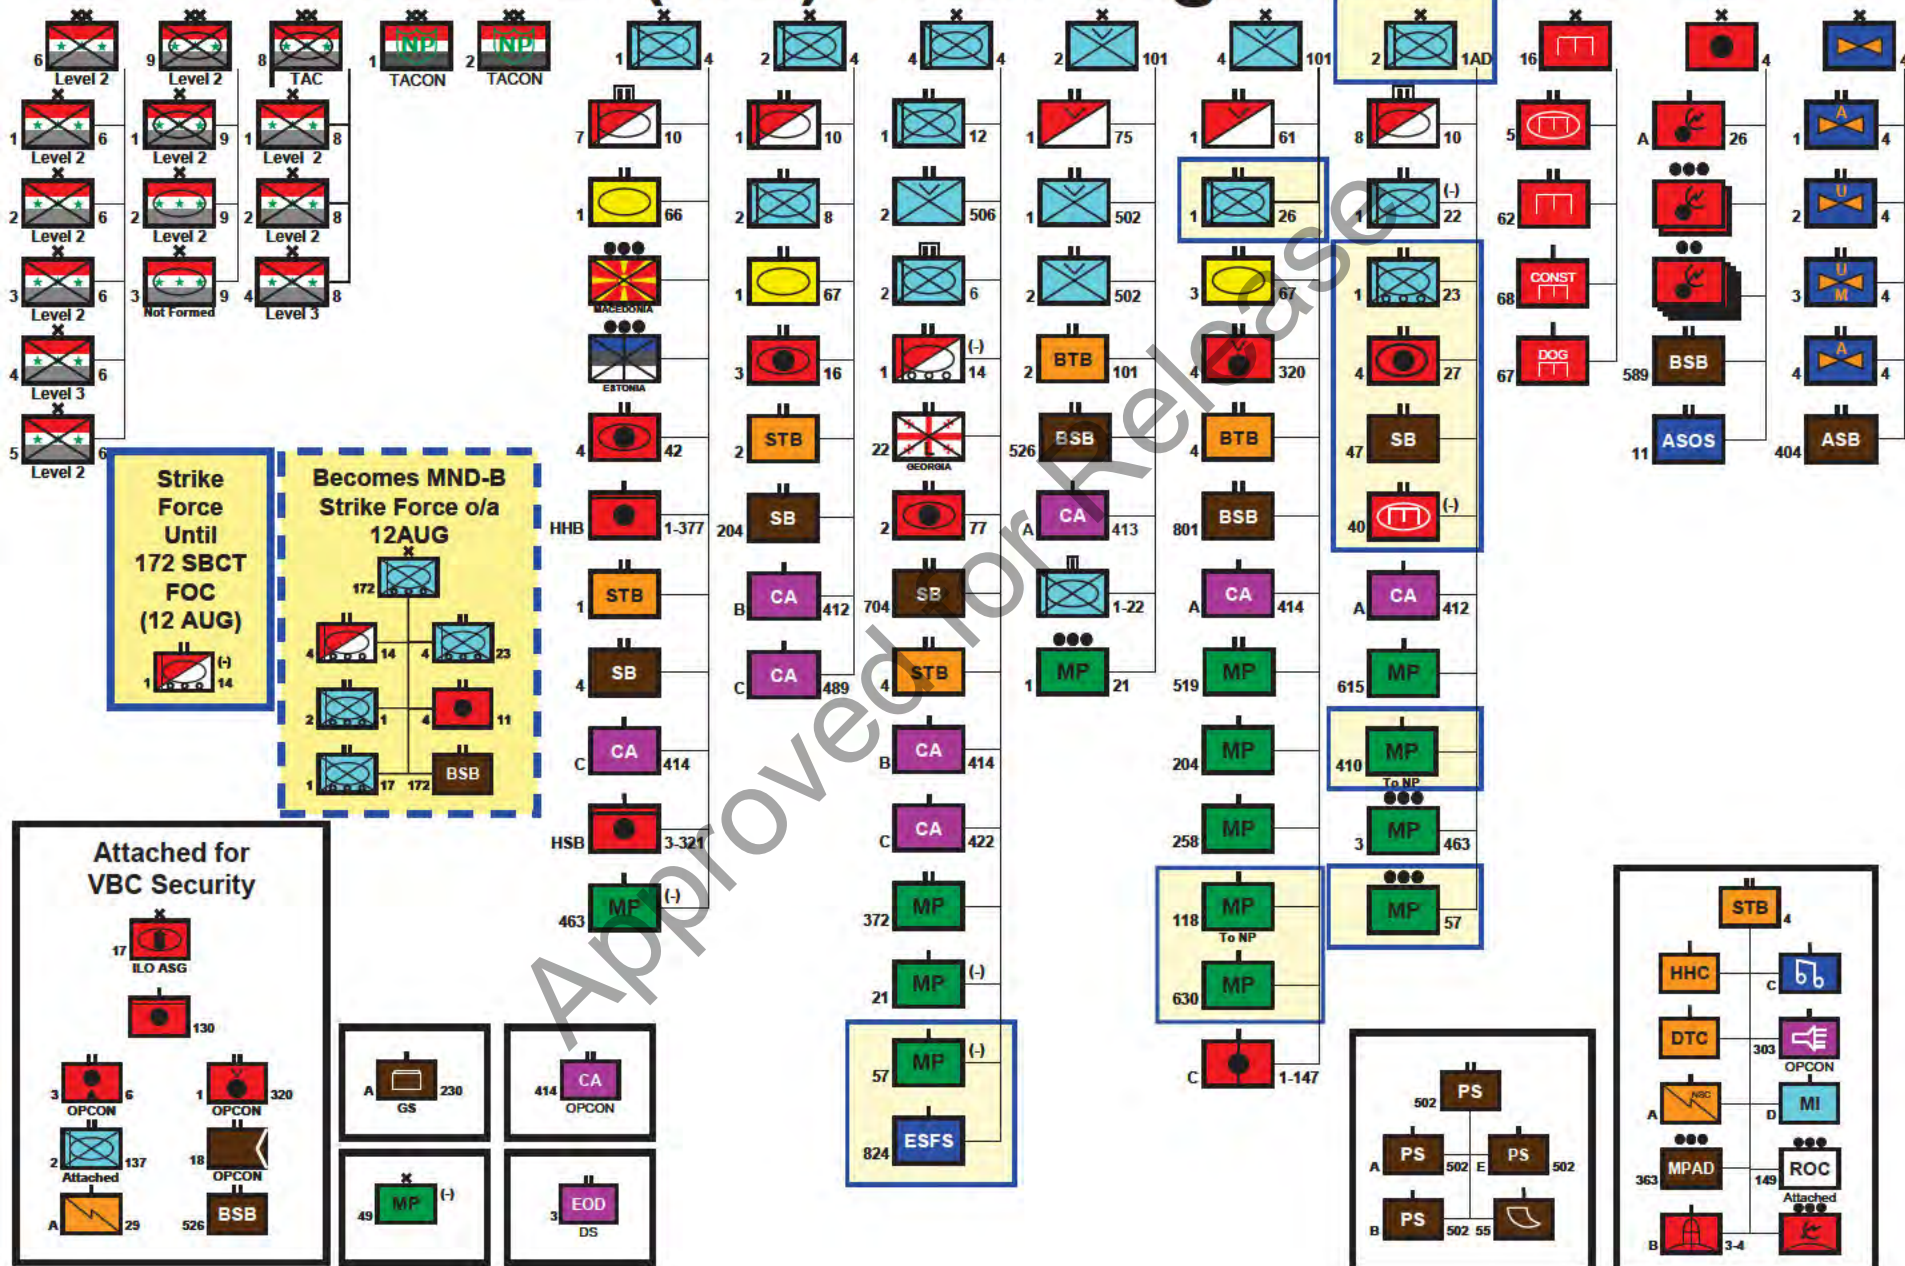 6 Level 2
9 Level 2
8 TAC
NP 1 TACON
NP 2 TACON
1 4
2 4
4 4
2 101
4 101
2 1AD
16
4
4
1 6 Level 2
2 6 Level 2
3 6 Level 2
4 6 Level 3
5 6 Level 2
1 9 Level 2
2 9 Level 2
3 9 Not Formed
1 8 Level 2
2 8 Level 2
4 8 Level 3
Strike
Force
Until
172 SBCT
FOC
(12 AUG)
1 (-) 14
Becomes MND-B
Strike Force o/a
12AUG
172
4 14
4 23
2 1
4 11
1 17
172 BSB
7 10
1 66
MACEDONIA
ESTONIA
4 42
HHB 1-377
1 STB
4 SB
C CA 414
HSB 3-321
463 MP (-)
1 10
2 8
1 67
3 16
2 STB
204 SB
B CA 412
C CA 489
1 12
2 506
2 6
1 (-) 14
22 L GEORGIA
2 77
704 SB
4 STB
B CA 414
C CA 422
372 MP
21 MP (-)
57 MP (-)
824 ESFS
1 75
1 502
2 502
2 BTB 101
526 BSB
A CA 413
1-22
1 MP 21
1 61
1 26
3 67
4 320
4 BTB
801 BSB
A CA 414
519 MP
204 MP
258 MP
118 MP To NP
630 MP
C 1-147
8 10
1 (-) 22
1 23
4 27
47 SB
40 (-)
A CA 412
615 MP
410 MP To NP
3 MP 463
MP 57
5
62
68 CONST
67 DOG
A 26
589 BSB
11 ASOS
1 A 4
2 U 4
3 U M 4
4 A 4
404 ASB
Attached for
VBC Security
17 ILO ASG
130
3 A 6 OPCON
1 320 OPCON
2 137 Attached
18 OPCON
A 29
526 BSB
A 230 GS
414 CA OPCON
49 MP (-)
3 EOD DS
502 PS
A PS 502
E PS 502
B PS 502
55
STB 4
HHC
C
DTC
303 OPCON
A NBC
D MI
363 MPAD
149 ROC Attached
B 3-4
Approved for Release